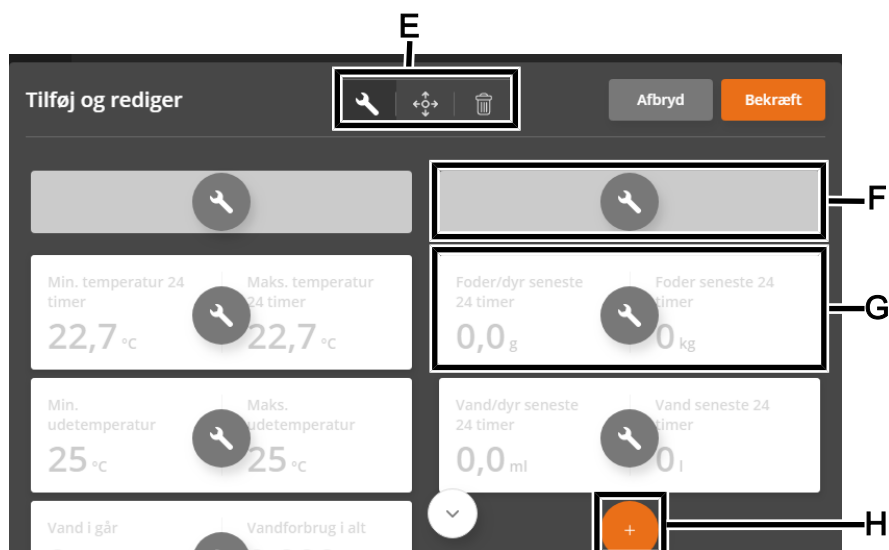 E
Tilføj og rediger
Afbryd
Bekræft
F
Min. temperatur 24
timer
22,7 °C
Maks. temperatur
24 timer
22,7 °C
Foder/dyr seneste
24 timer
0,0 g
Foder seneste 24
timer
0 kg
G
Min.
udetemperatur
25 °C
Maks.
udetemperatur
25 °C
Vand/dyr seneste
24 timer
0,0 ml
Vand seneste 24
timer
0 l
Vand i går
Vandforbrug i alt
+
H